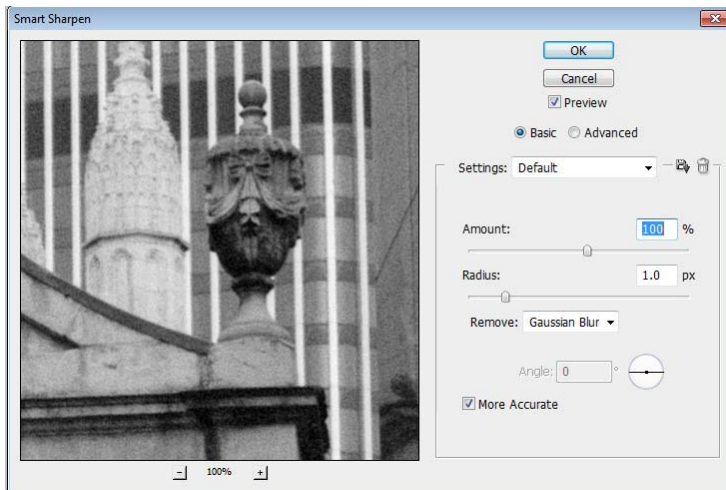 Smart Sharpen
OK
Cancel
Preview
Basic Advanced
Settings: Default
Amount: 100 %
Radius: 1.0 px
Remove: Gaussian Blur
Angle: 0 °
More Accurate
- 100% +